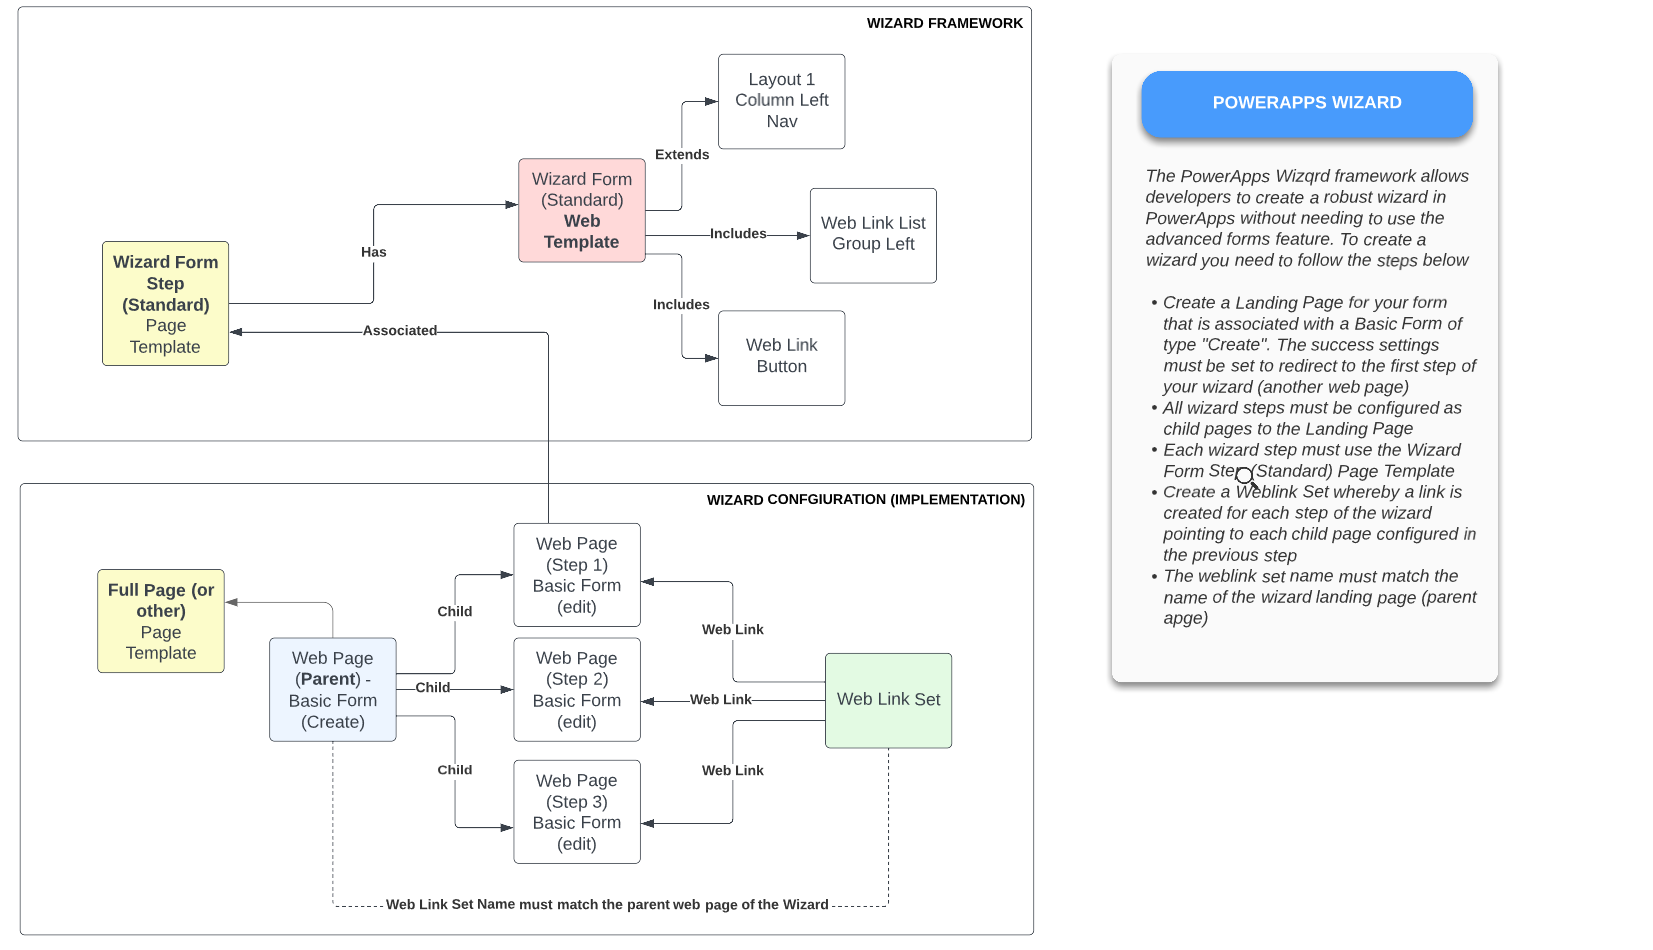 WIZARD FRAMEWORK
Layout 1
Column Left
Nav
Extends
Wizard Form
(Standard)
Web
Template
Includes
Web Link List
Group Left
Has
Wizard Form
Step
(Standard)
Page
Template
Includes
Associated
Web Link
Button
WIZARD CONFGIURATION (IMPLEMENTATION)
Web Page
(Step 1)
Basic Form
(edit)
Full Page (or
other)
Page
Template
Child
Web Link
Web Page
(Parent) -
Basic Form
(Create)
Child
Web Page
(Step 2)
Basic Form
(edit)
Web Link
Web Link Set
Child
Web Link
Web Page
(Step 3)
Basic Form
(edit)
Web Link Set Name must match the parent web page of the Wizard
POWERAPPS WIZARD
The PowerApps Wizqrd framework allows
developers to create a robust wizard in
PowerApps without needing to use the
advanced forms feature. To create a
wizard you need to follow the steps below
• Create a Landing Page for your form
that is associated with a Basic Form of
type "Create". The success settings
must be set to redirect to the first step of
your wizard (another web page)
• All wizard steps must be configured as
child pages to the Landing Page
• Each wizard step must use the Wizard
Form Step (Standard) Page Template
• Create a Weblink Set whereby a link is
created for each step of the wizard
pointing to each child page configured in
the previous step
• The weblink set name must match the
name of the wizard landing page (parent
apge)